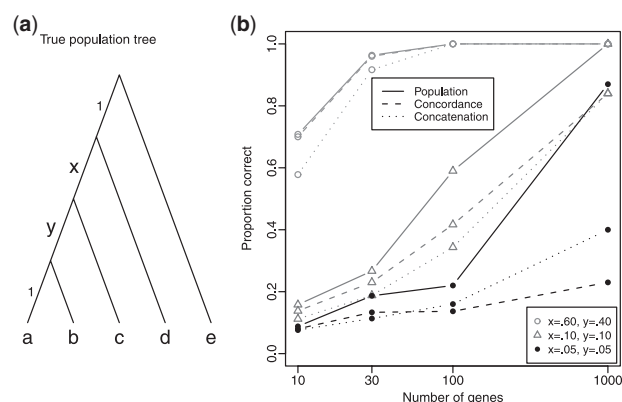 (a)
True population tree
1
x
y
1
a b c d e
(b)
Proportion correct
1.0
0.8
0.6
0.4
0.2
0.0
Population
Concordance
Concatenation
x=.60, y=.40
x=.10, y=.10
x=.05, y=.05
10 30 100 1000
Number of genes